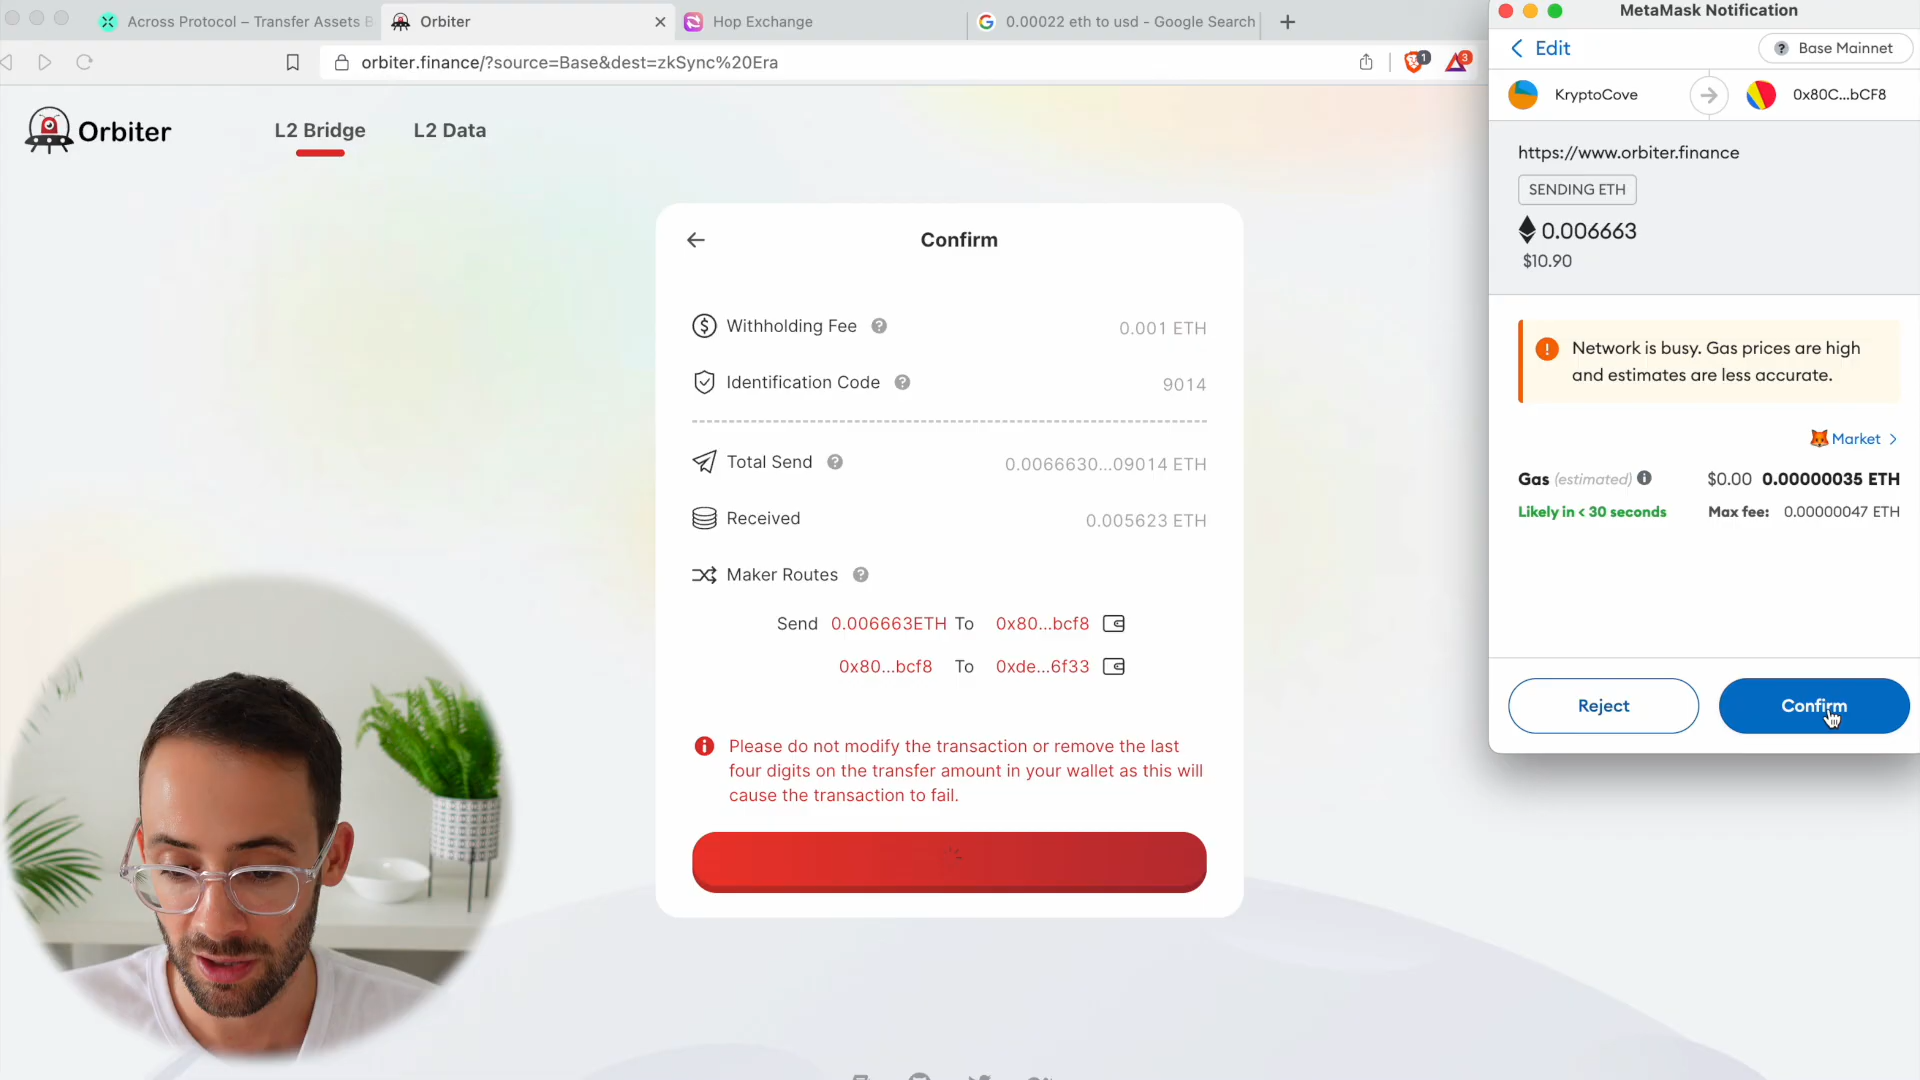 Across Protocol – Transfer Assets B
Orbiter
Hop Exchange
0.00022 eth to usd - Google Search
orbiter.finance/?source=Base&dest=zkSync%20Era
1
3
Orbiter
L2 Bridge
L2 Data
Confirm
Withholding Fee
0.001 ETH
Identification Code
9014
Total Send
0.0066630...09014 ETH
Received
0.005623 ETH
Maker Routes
Send 0.006663ETH To 0x80...bcf8
0x80...bcf8 To 0xde...6f33
Please do not modify the transaction or remove the last
four digits on the transfer amount in your wallet as this will
cause the transaction to fail.
MetaMask Notification
Edit
Base Mainnet
KryptoCove
0x80C...bCF8
https://www.orbiter.finance
SENDING ETH
0.006663
$10.90
Network is busy. Gas prices are high
and estimates are less accurate.
Market
Gas (estimated) $0.00 0.00000035 ETH
Likely in < 30 seconds Max fee: 0.00000047 ETH
Reject
Confirm